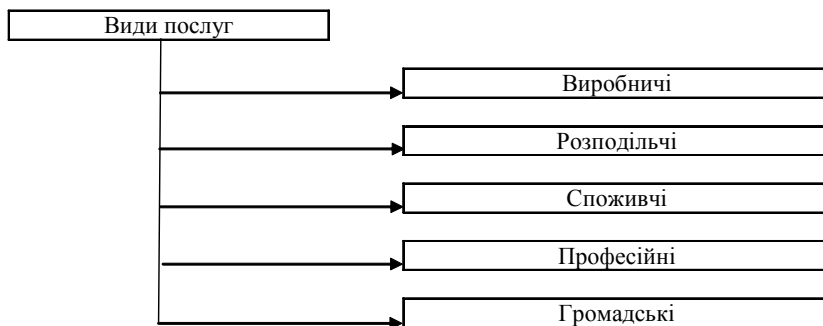 Види послуг
Виробничі
Розподільчі
Споживчі
Професійні
Громадські